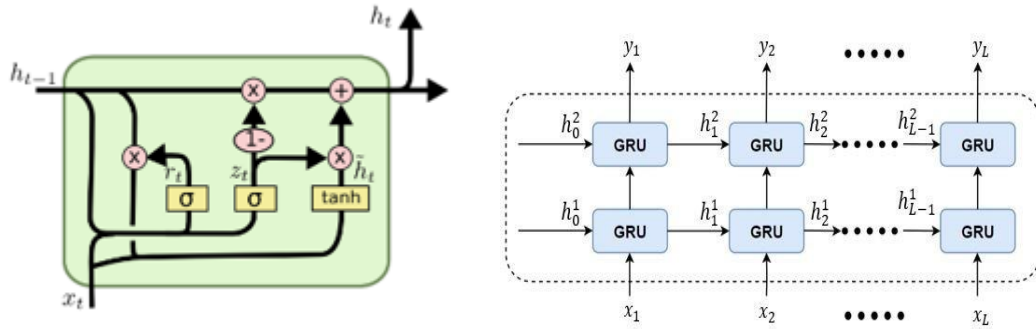 h_t
h_{t-1}
x
+
1-
x
r_t
z_t
x
h̃_t
σ
σ
tanh
x_t
y_1 y_2 ••••• y_L
h_0^2 h_1^2 h_2^2 h_{L-1}^2
GRU GRU ••••• GRU
h_0^1 h_1^1 h_2^1 h_{L-1}^1
GRU GRU ••••• GRU
x_1 x_2 ••••• x_L